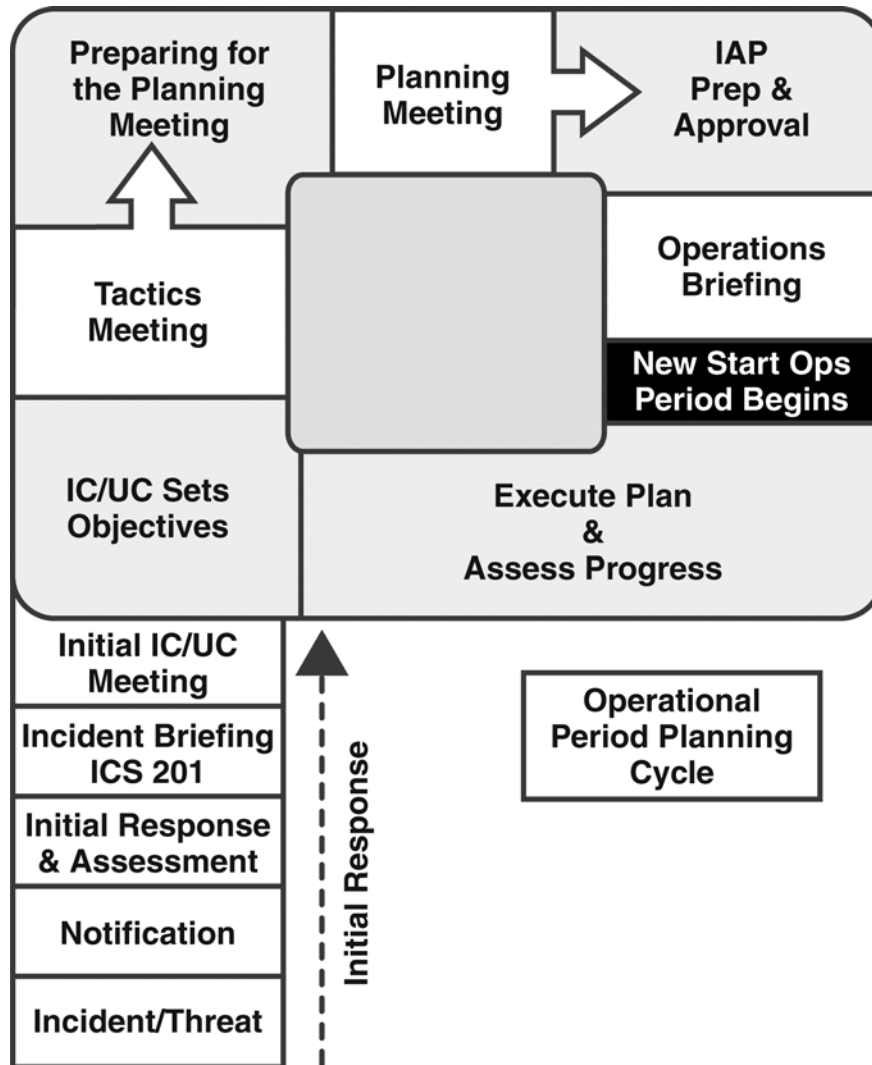 Preparing for
the Planning
Meeting
Planning
Meeting
IAP
Prep &
Approval
Tactics
Meeting
Operations
Briefing
New Start Ops
Period Begins
IC/UC Sets
Objectives
Execute Plan
&
Assess Progress
Initial IC/UC
Meeting
Incident Briefing
ICS 201
Initial Response
& Assessment
Notification
Incident/Threat
Initial Response
Operational
Period Planning
Cycle